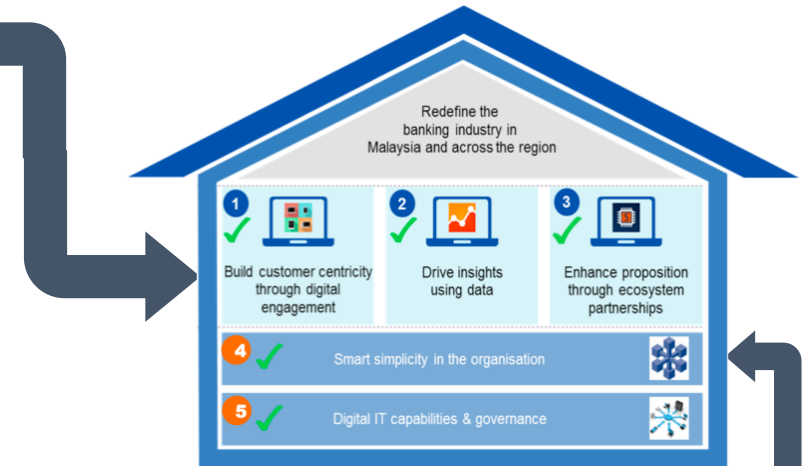 Redefine the
banking industry in
Malaysia and across the region
1
2
3
Build customer centricity
through digital
engagement
Drive insights
using data
Enhance proposition
through ecosystem
partnerships
4
Smart simplicity in the organisation
5
Digital IT capabilities & governance